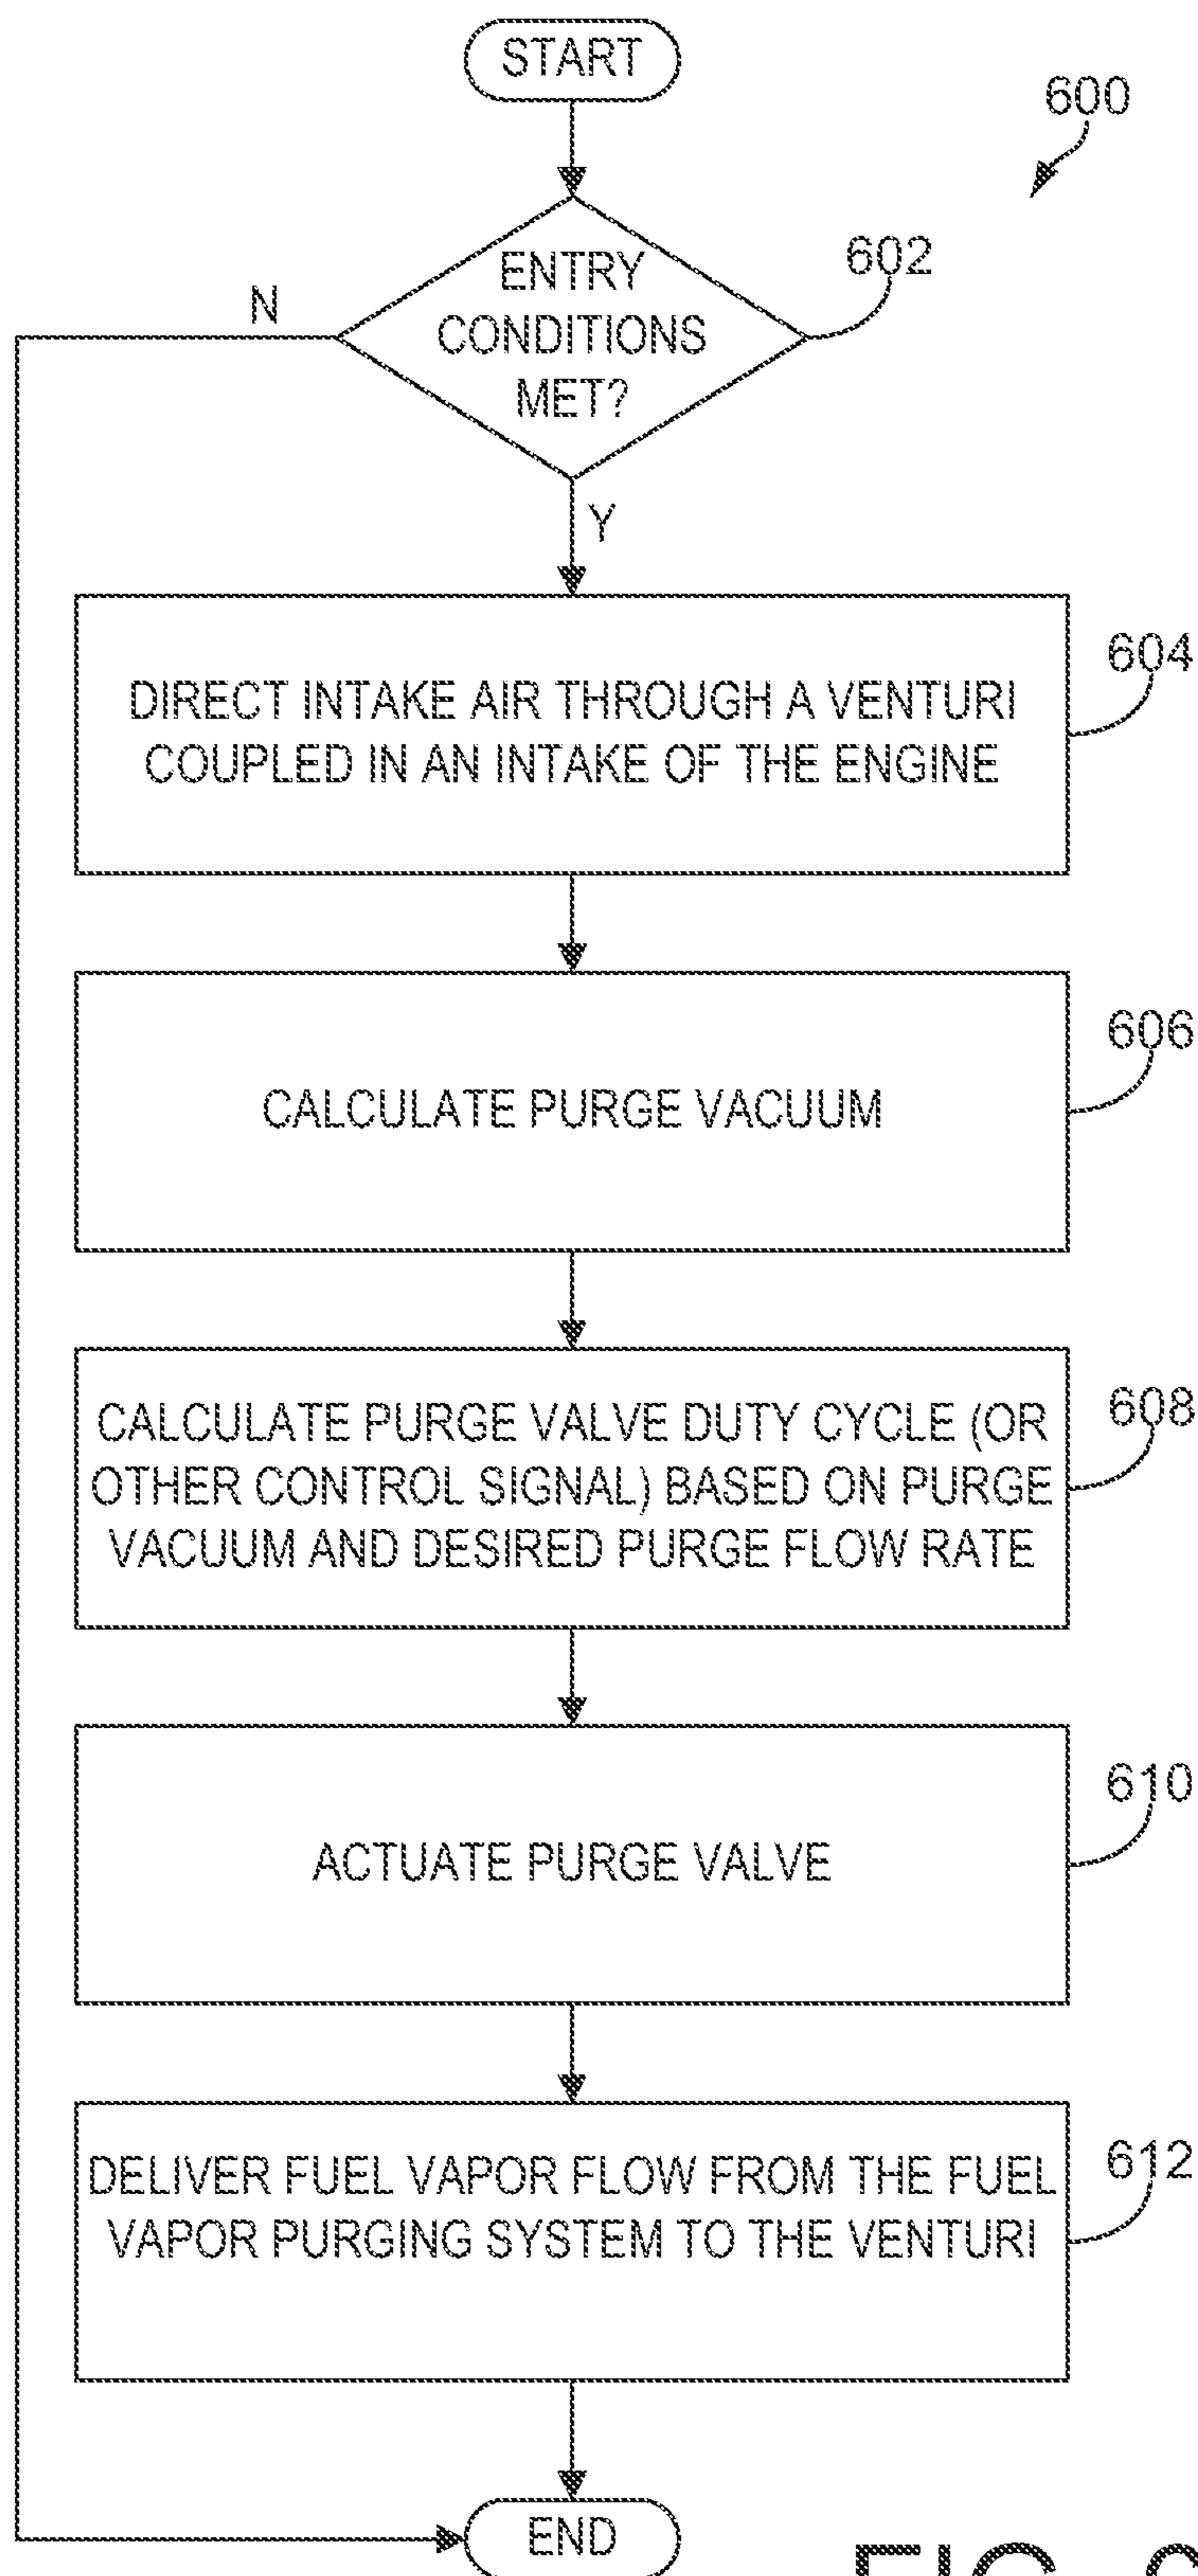 START
600
ENTRY
CONDITIONS
MET?
602
N
Y
DIRECT INTAKE AIR THROUGH A VENTURI
COUPLED IN AN INTAKE OF THE ENGINE
604
CALCULATE PURGE VACUUM
606
CALCULATE PURGE VALVE DUTY CYCLE (OR
OTHER CONTROL SIGNAL) BASED ON PURGE
VACUUM AND DESIRED PURGE FLOW RATE
608
ACTUATE PURGE VALVE
610
DELIVER FUEL VAPOR FLOW FROM THE FUEL
VAPOR PURGING SYSTEM TO THE VENTURI
612
END
FIG.